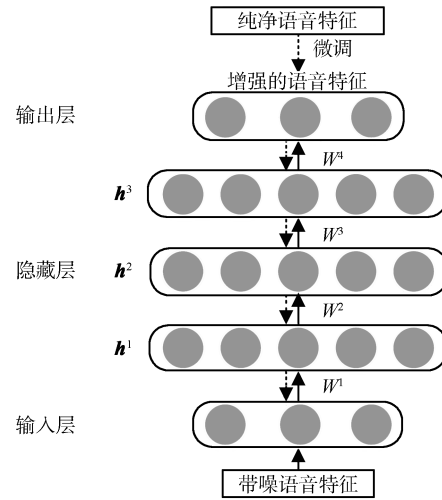 纯净语音特征
微调
增强的语音特征
输出层
W⁴
h³
W³
隐藏层 h²
W²
h¹
W¹
输入层
带噪语音特征